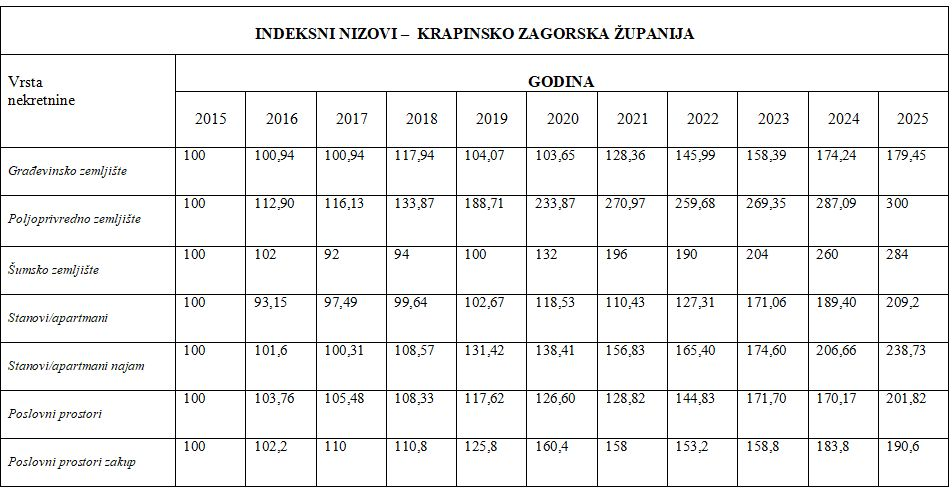 INDEKSNI NIZOVI – KRAPINSKO ZAGORSKA ŽUPANIJA
Vrsta
nekretnine
GODINA
2015 2016 2017 2018 2019 2020 2021 2022 2023 2024 2025
Građevinsko zemljište 100 100,94 100,94 117,94 104,07 103,65 128,36 145,99 158,39 174,24 179,45
Poljoprivredno zemljište 100 112,90 116,13 133,87 188,71 233,87 270,97 259,68 269,35 287,09 300
Šumsko zemljište 100 102 92 94 100 132 196 190 204 260 284
Stanovi/apartmani 100 93,15 97,49 99,64 102,67 118,53 110,43 127,31 171,06 189,40 209,2
Stanovi/apartmani najam 100 101,6 100,31 108,57 131,42 138,41 156,83 165,40 174,60 206,66 238,73
Poslovni prostori 100 103,76 105,48 108,33 117,62 126,60 128,82 144,83 171,70 170,17 201,82
Poslovni prostori zakup 100 102,2 110 110,8 125,8 160,4 158 153,2 158,8 183,8 190,6